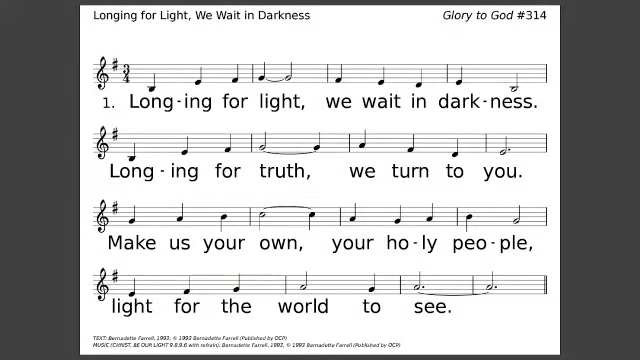 Longing for Light, We Wait in Darkness
Glory to God #314
1. Long - ing for light, we wait in dark - ness.
Long - ing for truth, we turn to you.
Make us your own, your ho - ly peo - ple,
light for the world to see.
TEXT: Bernadette Farrell, 1993; © 1993 Bernadette Farrell (Published by OCP)
MUSIC (CHRIST, BE OUR LIGHT 9.8.9.6 with refrain): Bernadette Farrell, 1993; © 1993 Bernadette Farrell (Published by OCP)